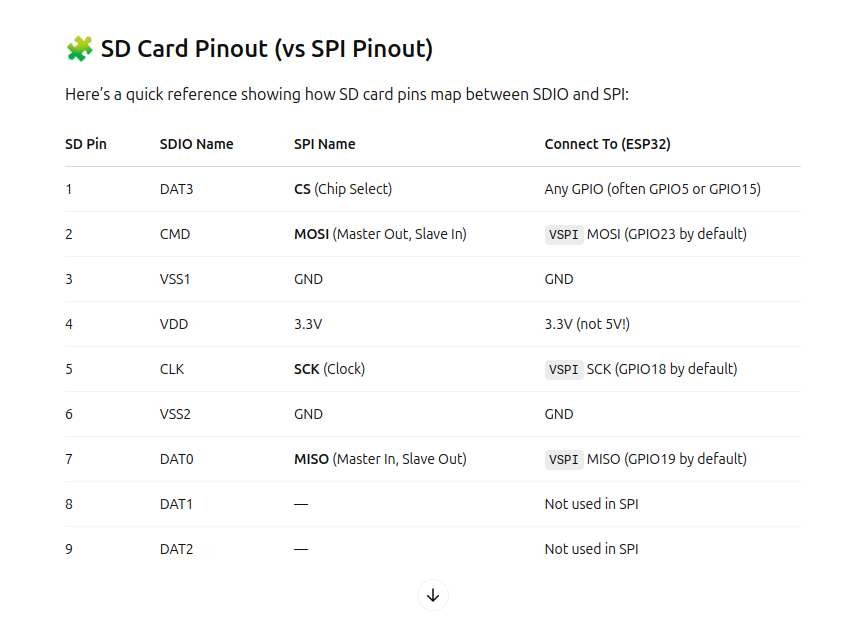 🧩 SD Card Pinout (vs SPI Pinout)
Here's a quick reference showing how SD card pins map between SDIO and SPI:
SD Pin SDIO Name SPI Name Connect To (ESP32)
1 DAT3 CS (Chip Select) Any GPIO (often GPIO5 or GPIO15)
2 CMD MOSI (Master Out, Slave In) VSPI MOSI (GPIO23 by default)
3 VSS1 GND GND
4 VDD 3.3V 3.3V (not 5V!)
5 CLK SCK (Clock) VSPI SCK (GPIO18 by default)
6 VSS2 GND GND
7 DAT0 MISO (Master In, Slave Out) VSPI MISO (GPIO19 by default)
8 DAT1 — Not used in SPI
9 DAT2 — Not used in SPI